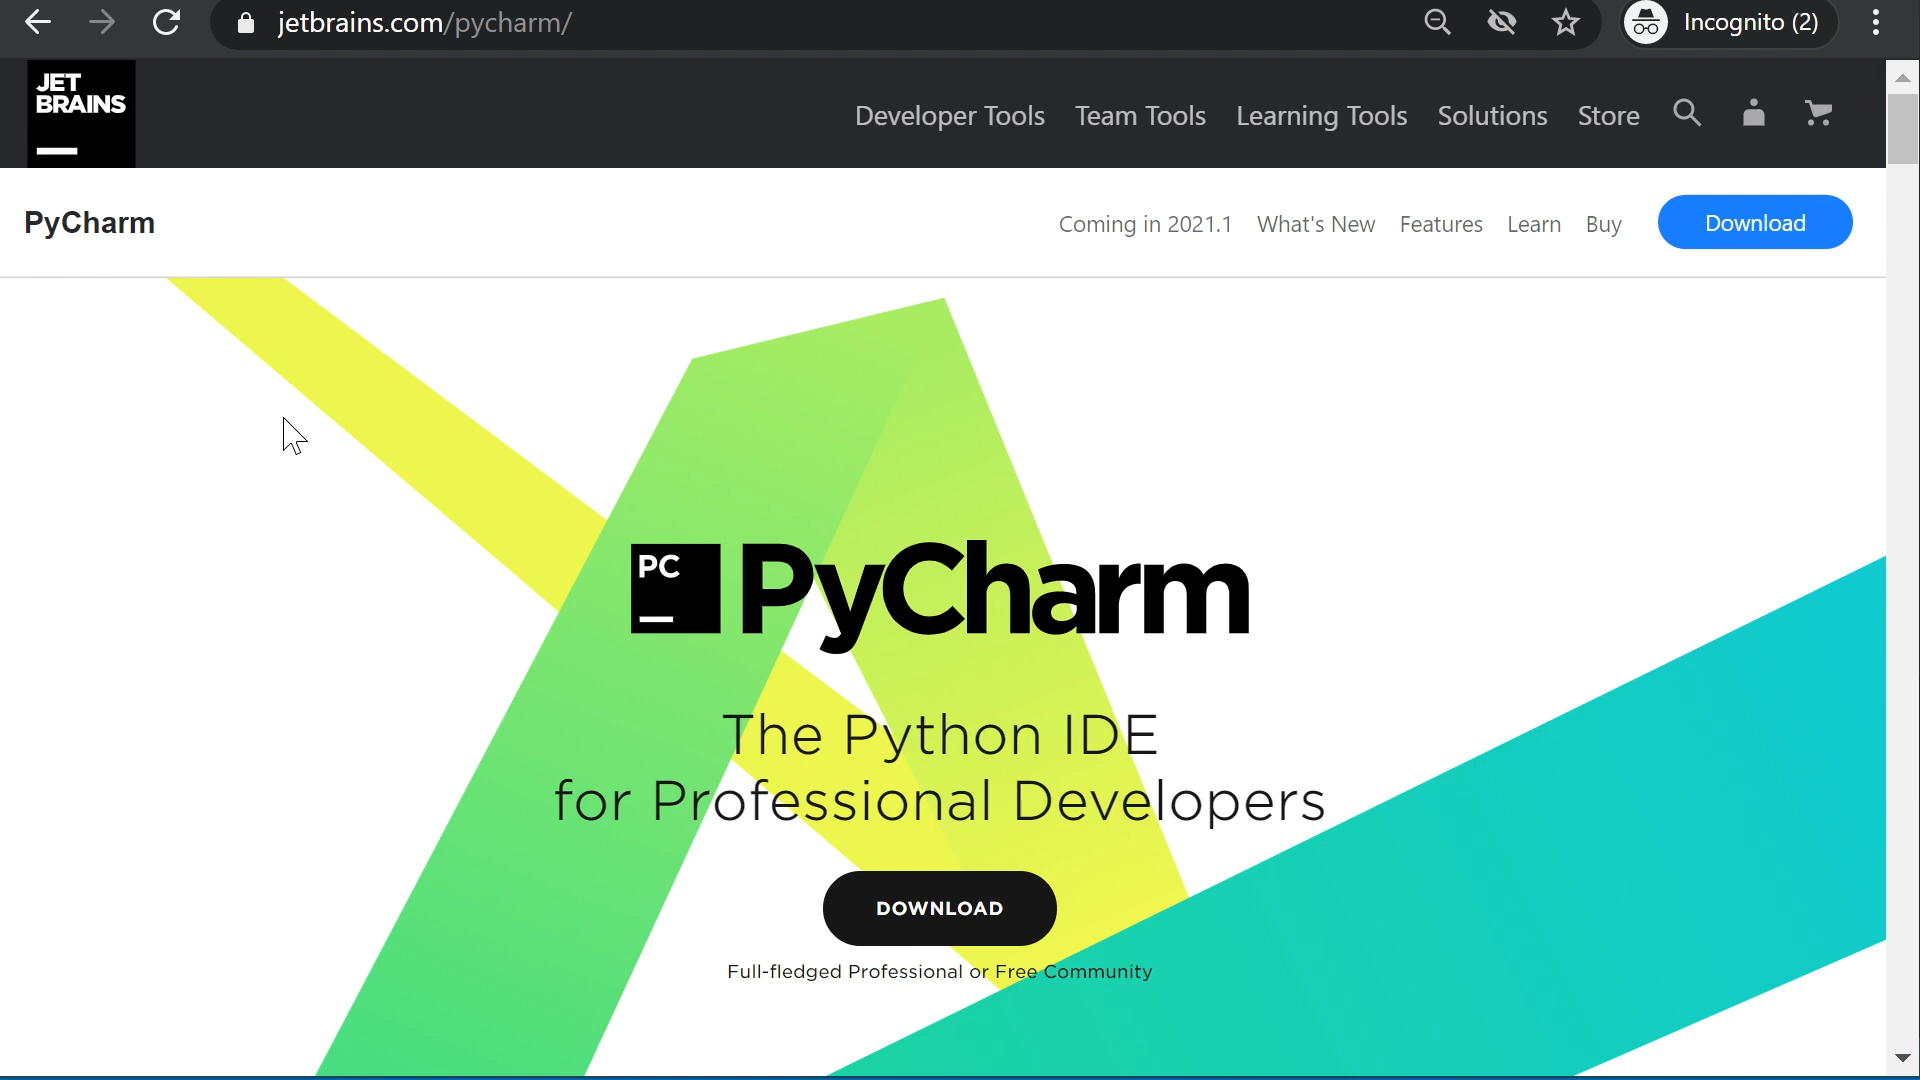 jetbrains.com/pycharm/
Incognito (2)
JET
BRAINS
Developer Tools
Team Tools
Learning Tools
Solutions
Store
PyCharm
Coming in 2021.1
What's New
Features
Learn
Buy
Download
PC
PyCharm
The Python IDE
for Professional Developers
DOWNLOAD
Full-fledged Professional or Free Community